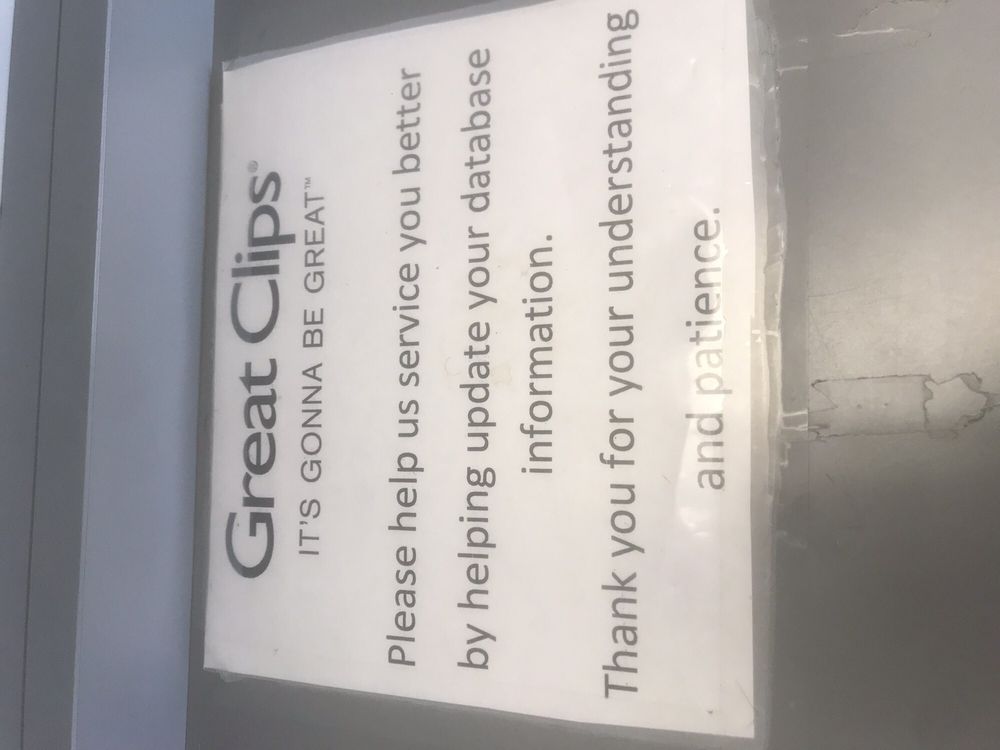 Great Clips®
IT'S GONNA BE GREAT™
Please help us service you better
by helping update your database
information.
Thank you for your understanding
and patience.